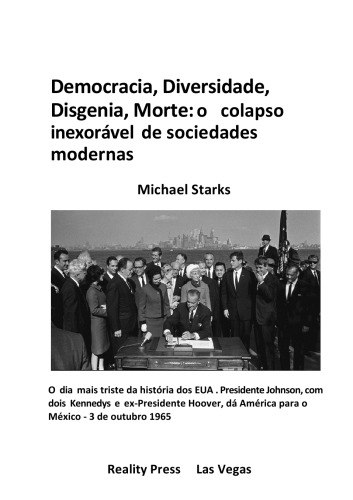 Democracia, Diversidade,
Disgenia, Morte: o colapso
inexorável de sociedades
modernas
Michael Starks
O dia mais triste da história dos EUA . Presidente Johnson, com
dois Kennedys e ex-Presidente Hoover, dá América para o
México - 3 de outubro 1965
Reality Press Las Vegas